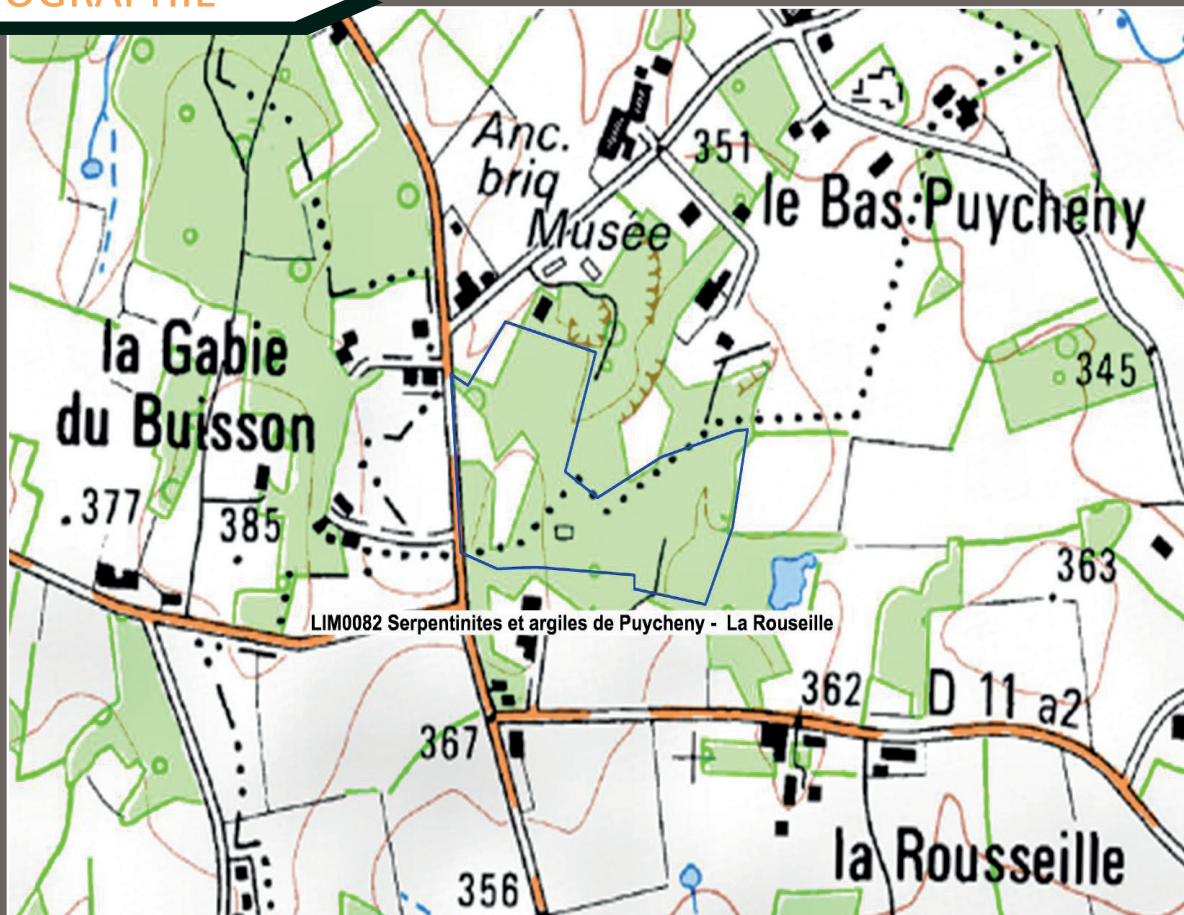 OGRAPHIE
Anc.
briq
Musée
351
le Bas Puycheny
la Gabie
du Buisson
345
377
385
363
LIM0082 Serpentinites et argiles de Puycheny - La Rouseille
362
D 11 a2
367
la Rousseille
356